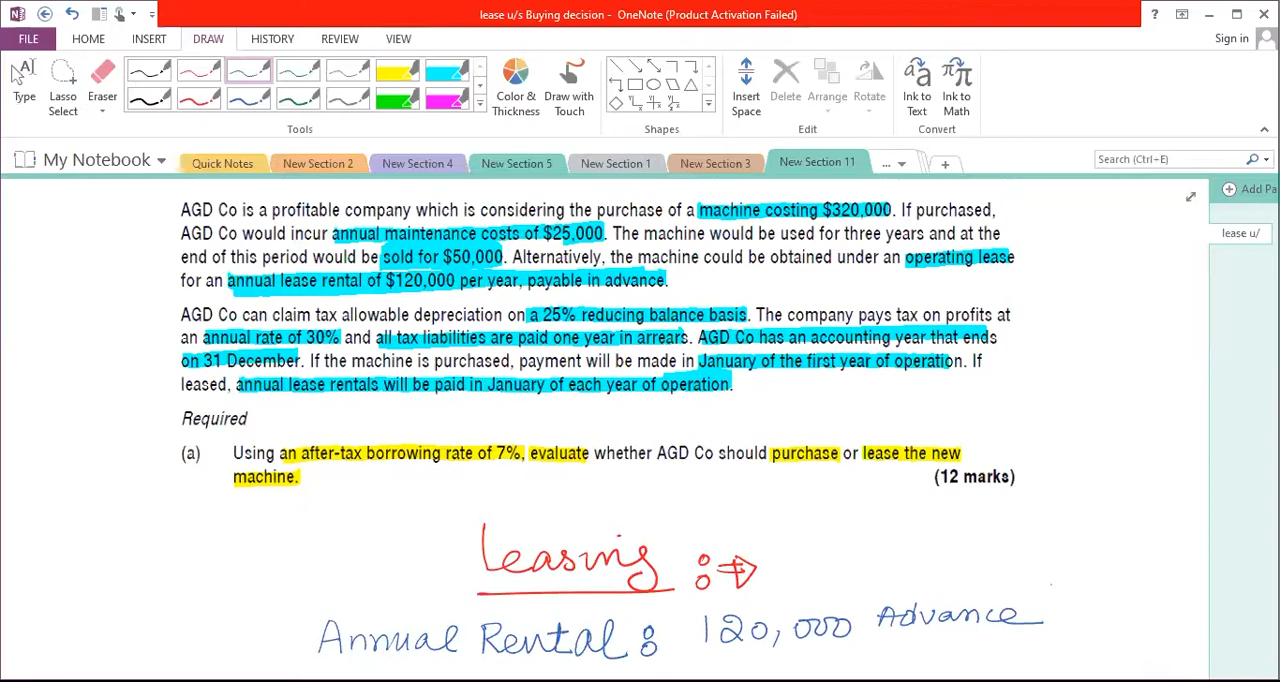 lease u/s Buying decision - OneNote (Product Activation Failed)
FILE HOME INSERT DRAW HISTORY REVIEW VIEW
Sign in
Type
Lasso Select
Eraser
Color & Thickness
Draw with Touch
Insert Space
Delete
Arrange
Rotate
Ink to Text
Ink to Math
Tools
Shapes
Edit
Convert
My Notebook
Quick Notes New Section 2 New Section 4 New Section 5 New Section 1 New Section 3 New Section 11 ...
Search (Ctrl+E)
Add Pa
lease u/
AGD Co is a profitable company which is considering the purchase of a machine costing $320,000. If purchased,
AGD Co would incur annual maintenance costs of $25,000. The machine would be used for three years and at the
end of this period would be sold for $50,000. Alternatively, the machine could be obtained under an operating lease
for an annual lease rental of $120,000 per year, payable in advance.
AGD Co can claim tax allowable depreciation on a 25% reducing balance basis. The company pays tax on profits at
an annual rate of 30% and all tax liabilities are paid one year in arrears. AGD Co has an accounting year that ends
on 31 December. If the machine is purchased, payment will be made in January of the first year of operation. If
leased, annual lease rentals will be paid in January of each year of operation.
Required
(a) Using an after-tax borrowing rate of 7%, evaluate whether AGD Co should purchase or lease the new
machine. (12 marks)
Leasing :
Annual Rental : 120,000 Advance